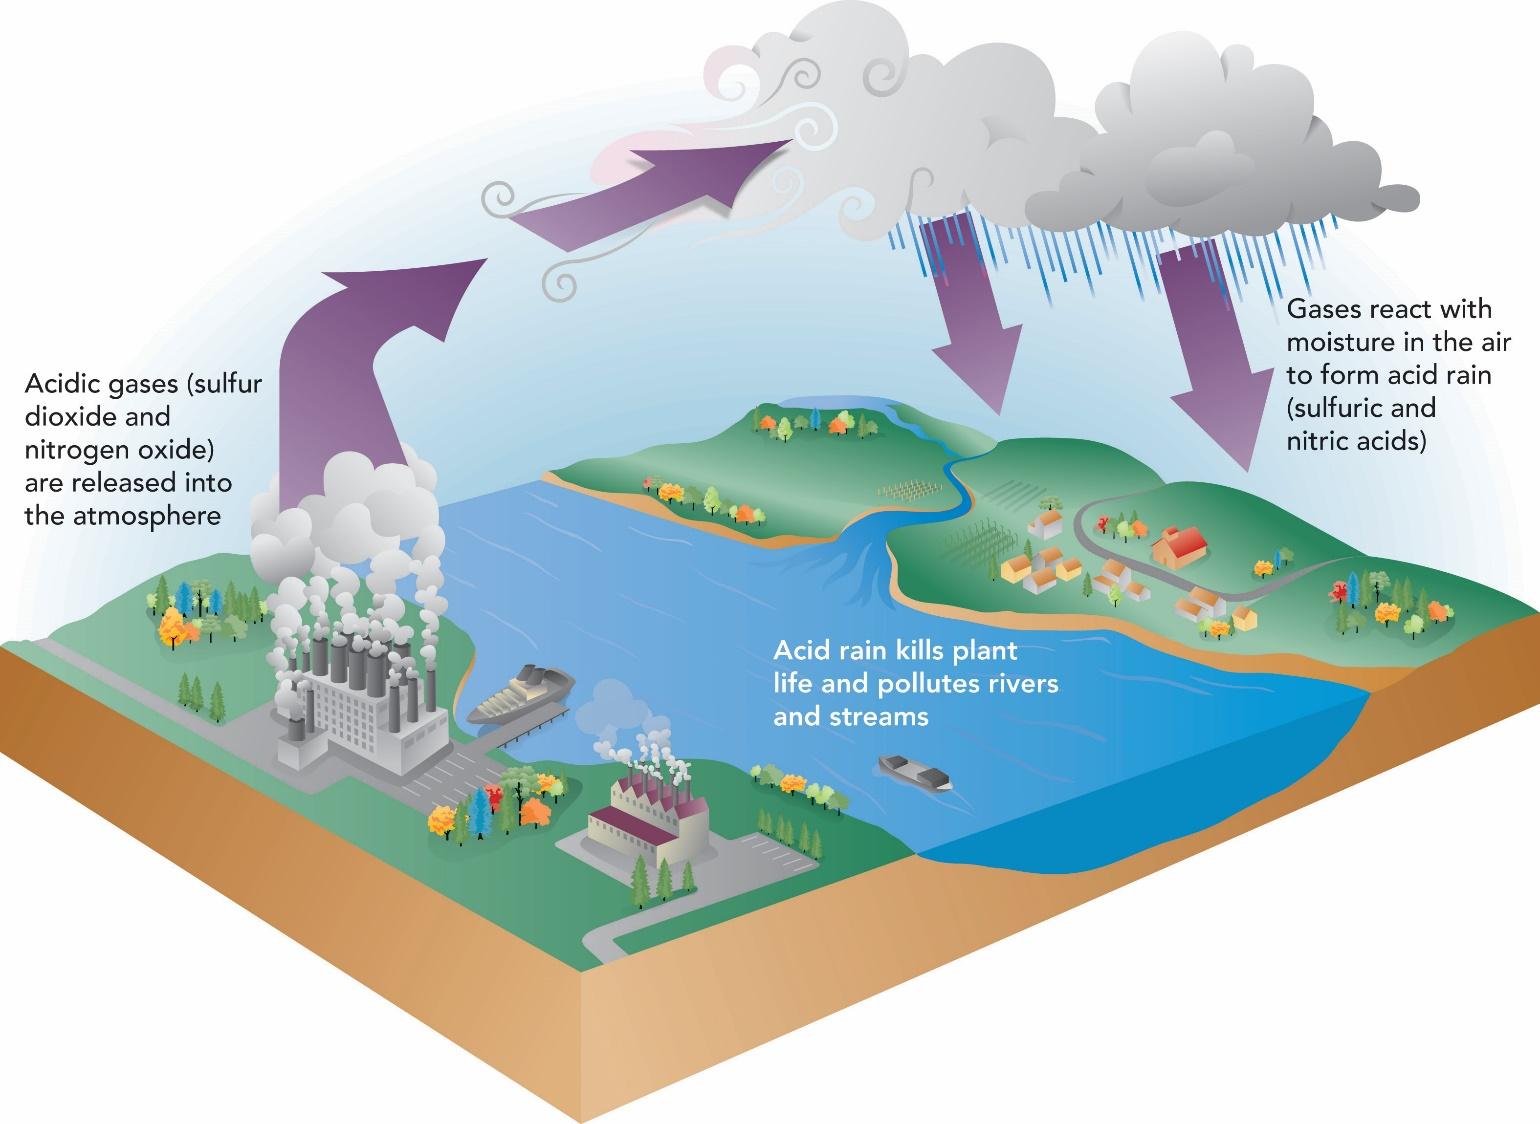 Acidic gases (sulfur
dioxide and
nitrogen oxide)
are released into
the atmosphere
Gases react with
moisture in the air
to form acid rain
(sulfuric and
nitric acids)
Acid rain kills plant
life and pollutes rivers
and streams